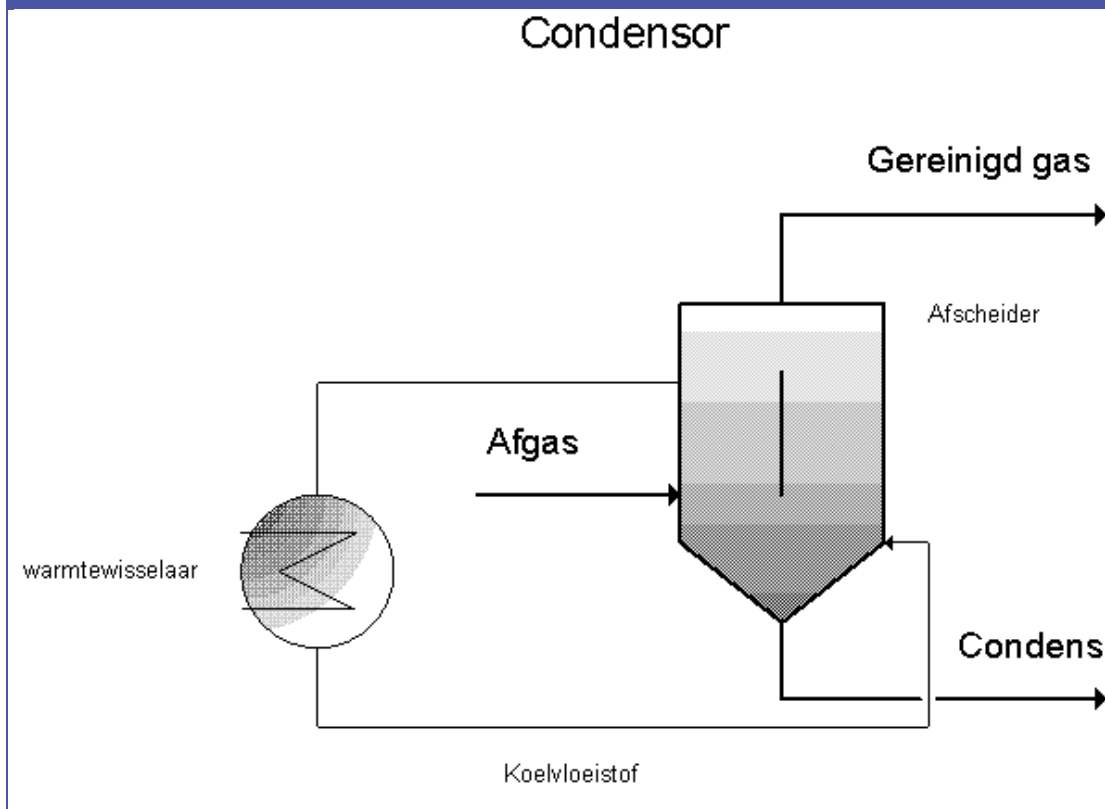 Condensor
Gereinigd gas
Afscheider
Afgas
warmtewisselaar
Condens
Koelvloeistof